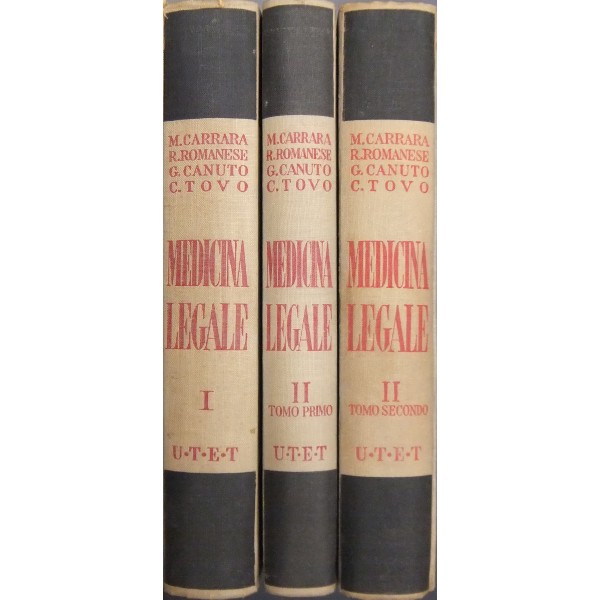 M. CARRARA
R. ROMANESE
G. CANUTO
C. TOVO
MEDICINA
LEGALE
I
U·T·E·T
M. CARRARA
R. ROMANESE
G. CANUTO
C. TOVO
MEDICINA
LEGALE
II
TOMO PRIMO
U·T·E·T
M. CARRARA
R. ROMANESE
G. CANUTO
C. TOVO
MEDICINA
LEGALE
II
TOMO SECONDO
U·T·E·T